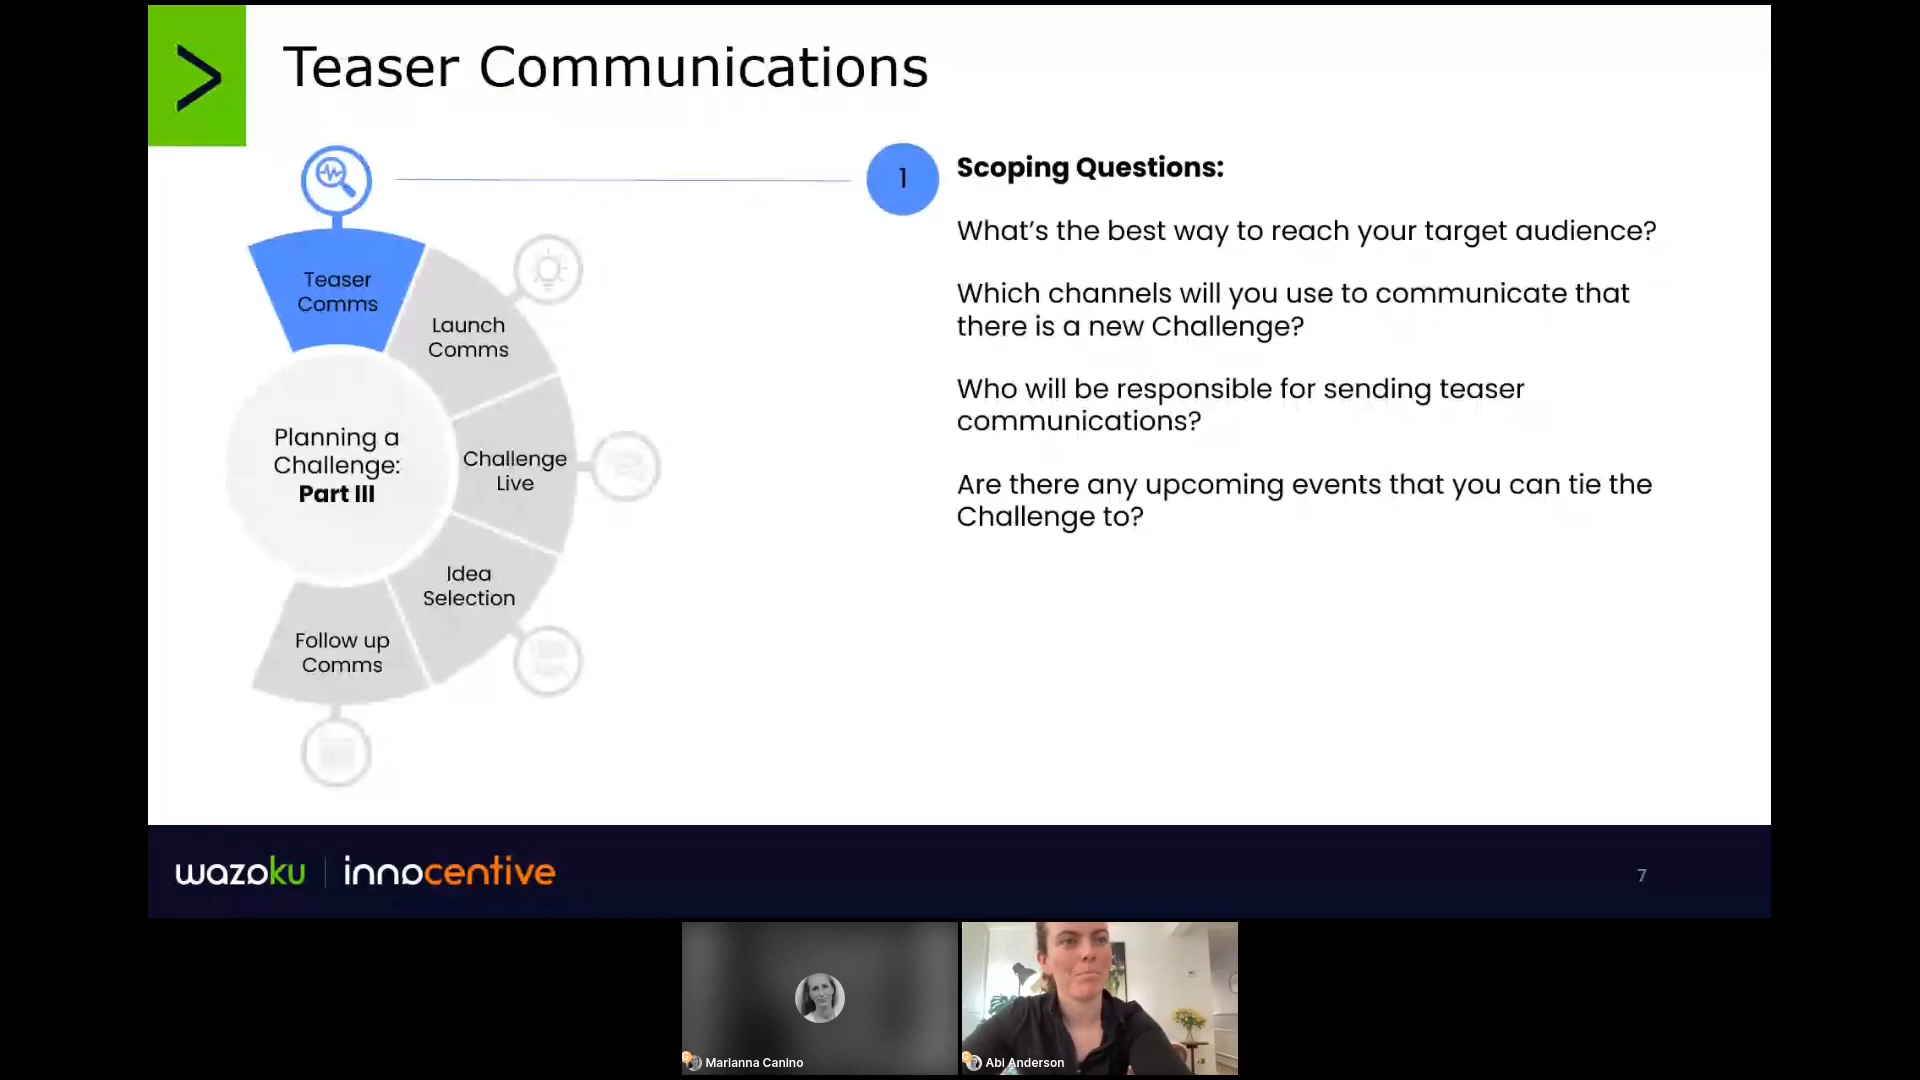 Teaser Communications
1
Scoping Questions:
What’s the best way to reach your target audience?
Which channels will you use to communicate that
there is a new Challenge?
Who will be responsible for sending teaser
communications?
Are there any upcoming events that you can tie the
Challenge to?
Teaser
Comms
Launch
Comms
Challenge
Live
Idea
Selection
Follow up
Comms
Planning a
Challenge:
Part III
wazoku | innocentive
7
Marianna Canino
Abi Anderson